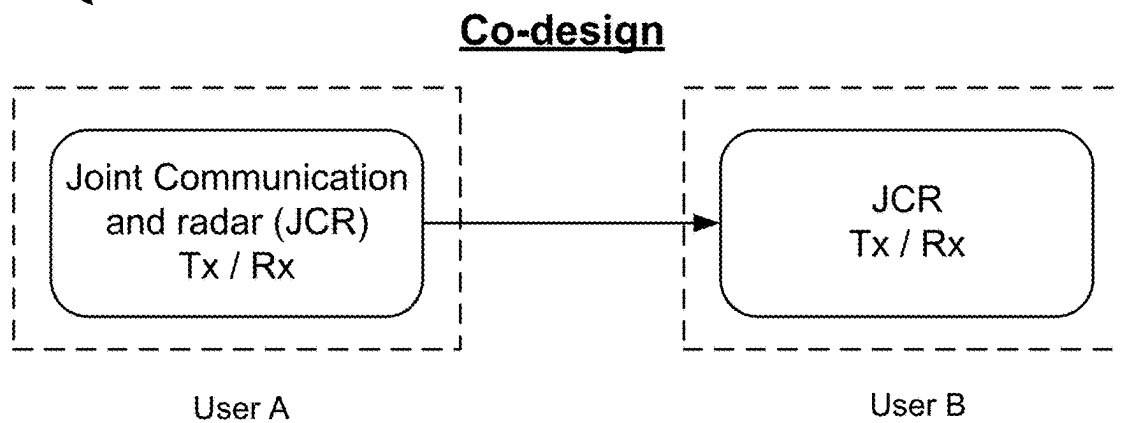 Co-design
Joint Communication
and radar (JCR)
Tx / Rx
JCR
Tx / Rx
User A
User B